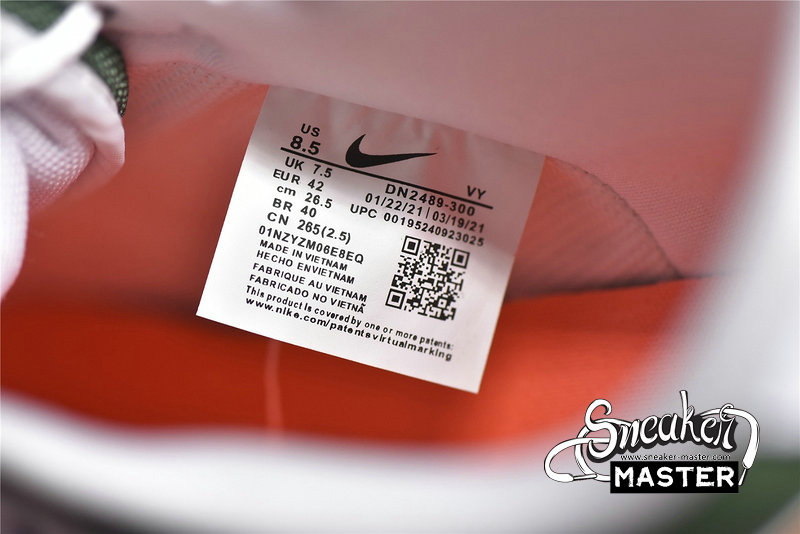 US
8.5
UK 7.5
EUR 42
cm 26.5
BR 40
CN 265(2.5)
VY
DN2489-300
01/22/21 | 03/19/21
UPC 00195240923025
01NZYZM06E8EQ
MADE IN VIETNAM
HECHO ENVIETNAM
FABRIQUE AU VIETNAM
FABRICADO NO VIETNÃ
This product is covered by one or more patents:
www.nike.com/patentsvirtualmarking
Sneaker
www.sneaker-master.com
MASTER